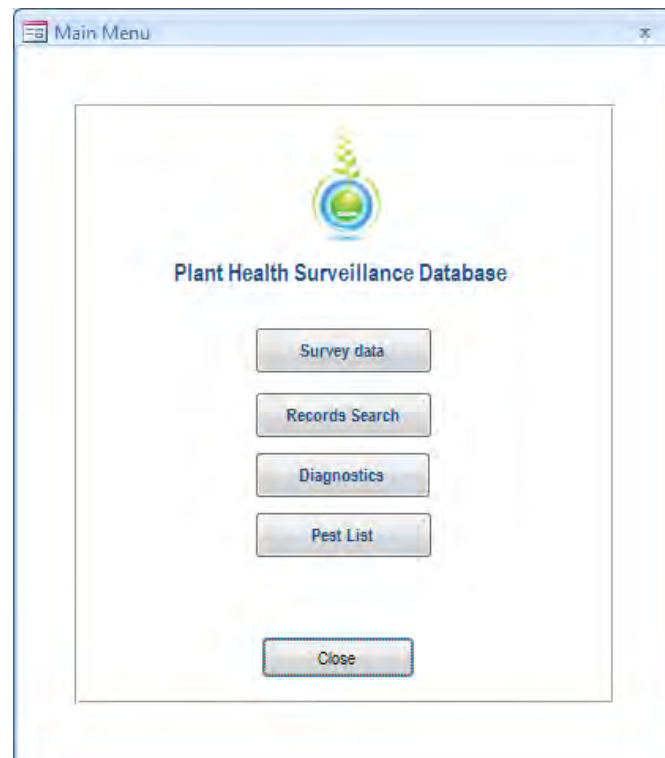 Main Menu
Plant Health Surveillance Database
Survey data
Records Search
Diagnostics
Pest List
Close